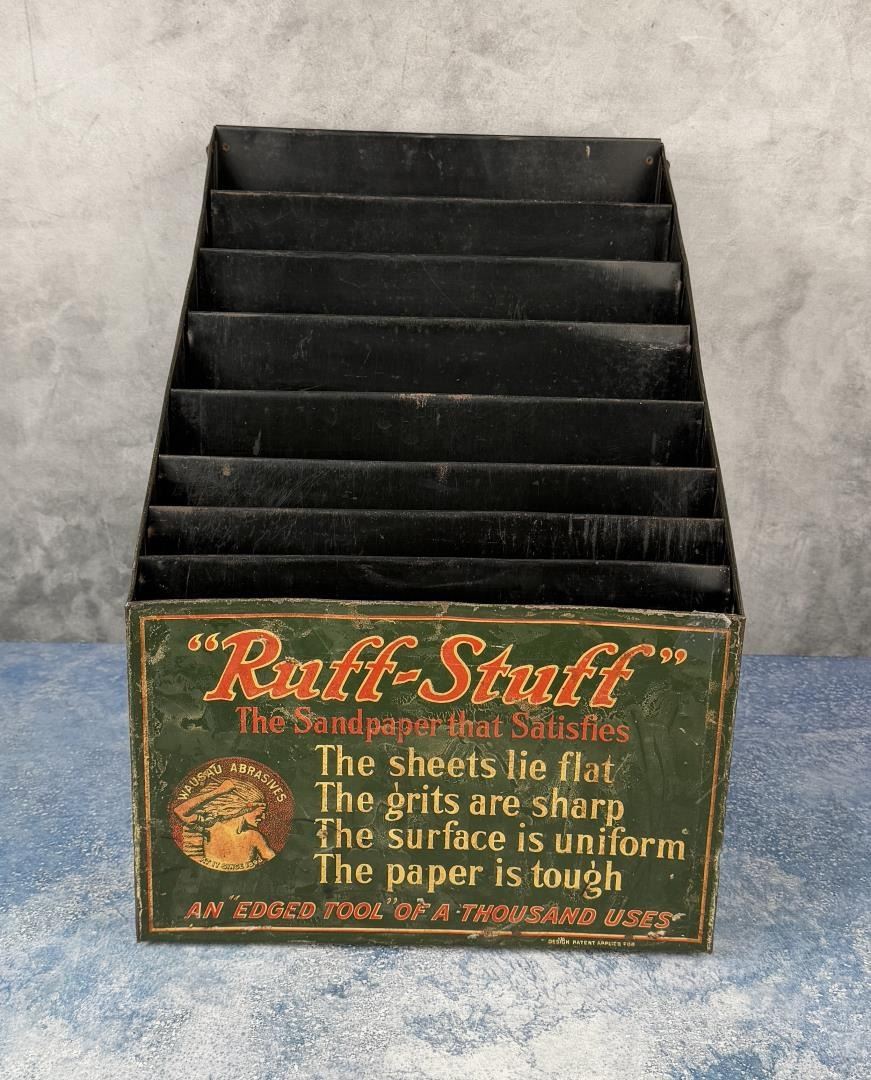 "Ruff-Stuff"
The Sandpaper that Satisfies
WAUSAU ABRASIVES
The sheets lie flat
The grits are sharp
The surface is uniform
The paper is tough
AN "EDGED TOOL" OF A THOUSAND USES
DESIGN PATENT APPLIED FOR